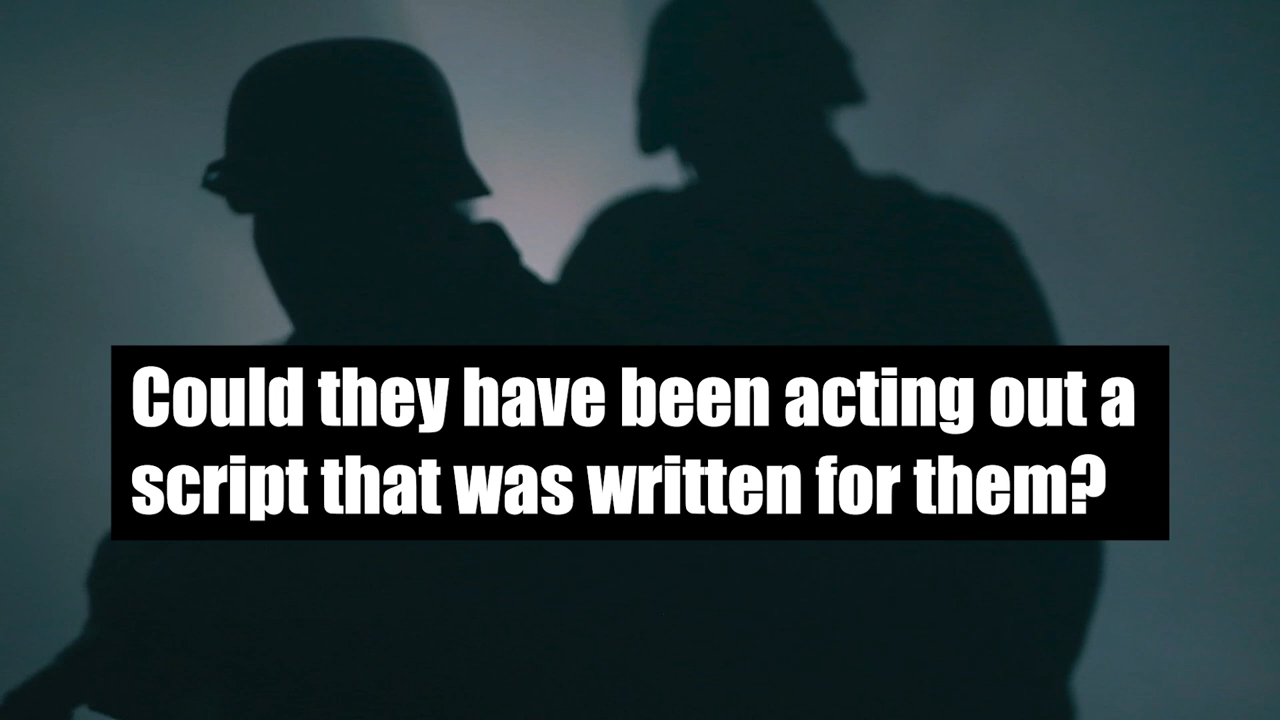 Could they have been acting out a
script that was written for them?